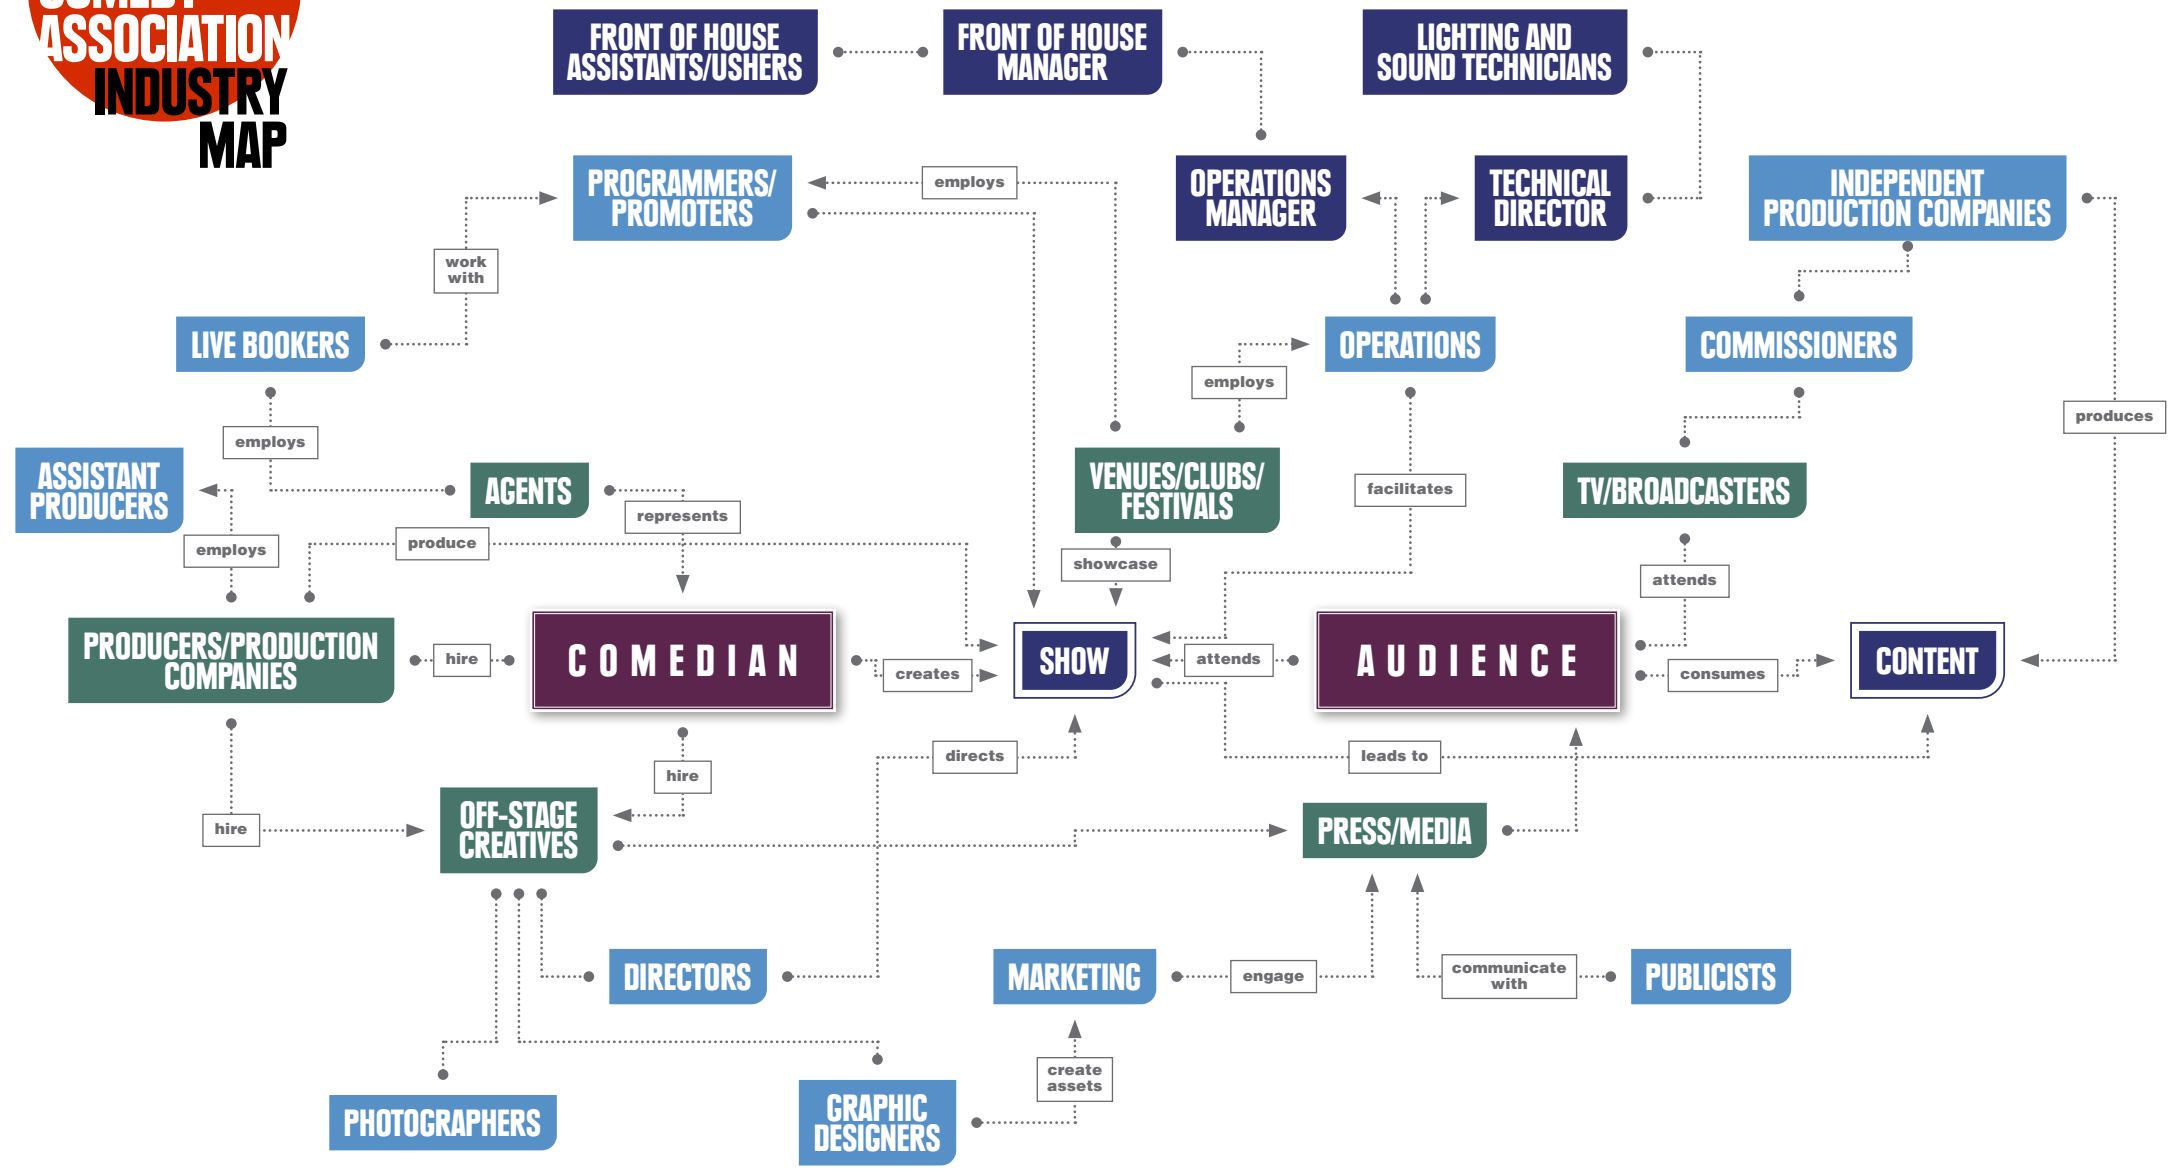 COMEDY
ASSOCIATION
INDUSTRY
MAP
FRONT OF HOUSE
ASSISTANTS/USHERS
FRONT OF HOUSE
MANAGER
LIGHTING AND
SOUND TECHNICIANS
PROGRAMMERS/
PROMOTERS
employs
OPERATIONS
MANAGER
TECHNICAL
DIRECTOR
INDEPENDENT
PRODUCTION COMPANIES
work
with
LIVE BOOKERS
OPERATIONS
COMMISSIONERS
employs
produces
employs
ASSISTANT
PRODUCERS
AGENTS
represents
VENUES/CLUBS/
FESTIVALS
facilitates
TV/BROADCASTERS
employs
produce
showcase
attends
PRODUCERS/PRODUCTION
COMPANIES
hire
COMEDIAN
creates
SHOW
attends
AUDIENCE
consumes
CONTENT
hire
directs
leads to
hire
OFF-STAGE
CREATIVES
PRESS/MEDIA
DIRECTORS
MARKETING
engage
communicate
with
PUBLICISTS
create
assets
PHOTOGRAPHERS
GRAPHIC
DESIGNERS